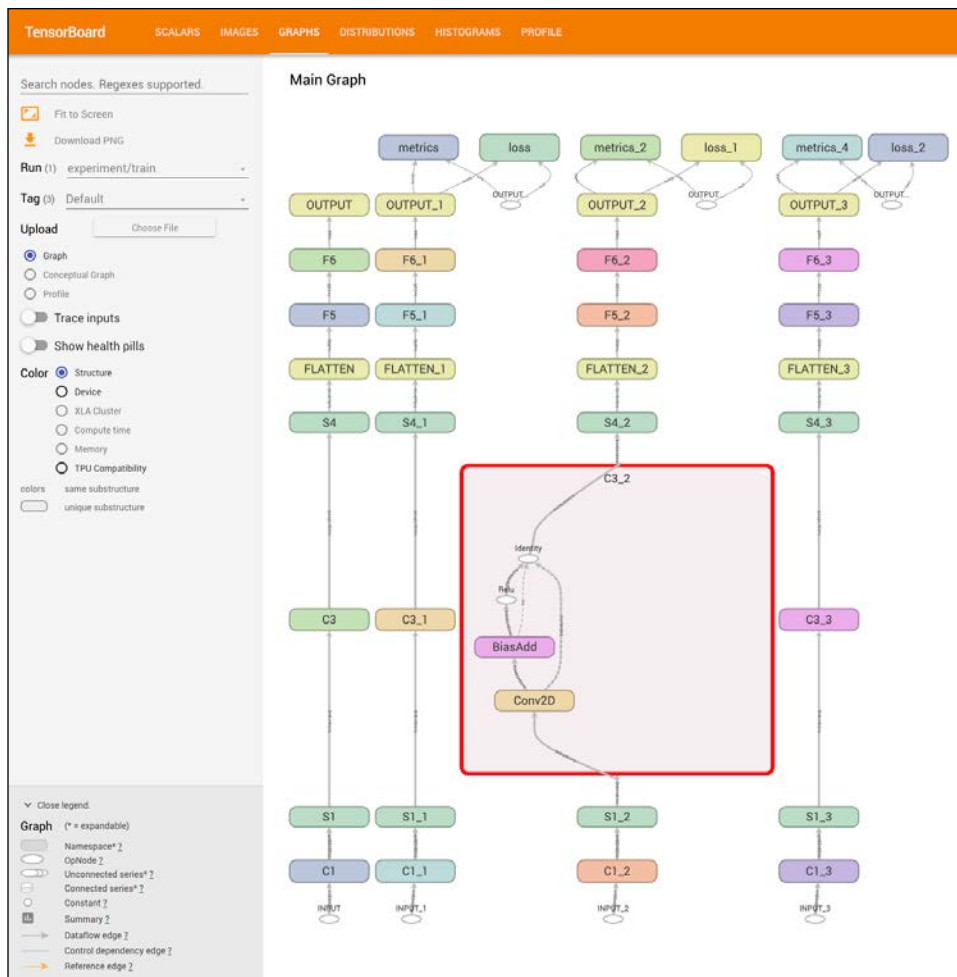 TensorBoard SCALARS IMAGES GRAPHS DISTRIBUTIONS HISTOGRAMS PROFILE
Search nodes. Regexes supported.
Fit to Screen
Download PNG
Run (1) experiment/train
Tag (3) Default
Upload Choose File
Graph
Conceptual Graph
Profile
Trace inputs
Show health pills
Color Structure
Device
XLA Cluster
Compute time
Memory
TPU Compatibility
colors same substructure
unique substructure
Close legend.
Graph (* = expandable)
Namespace* ?
OpNode ?
Unconnected series* ?
Connected series* ?
Constant ?
Summary ?
Dataflow edge ?
Control dependency edge ?
Reference edge ?
Main Graph
metrics loss metrics_2 loss_1 metrics_4 loss_2
OUTPUT... OUTPUT... OUTPUT...
OUTPUT OUTPUT_1 OUTPUT_2 OUTPUT_3
F6 F6_1 F6_2 F6_3
F5 F5_1 F5_2 F5_3
FLATTEN FLATTEN_1 FLATTEN_2 FLATTEN_3
S4 S4_1 S4_2 S4_3
C3_2
Identity
Relu
C3 C3_1 C3_3
BiasAdd
Conv2D
S1 S1_1 S1_2 S1_3
C1 C1_1 C1_2 C1_3
INPUT INPUT_1 INPUT_2 INPUT_3